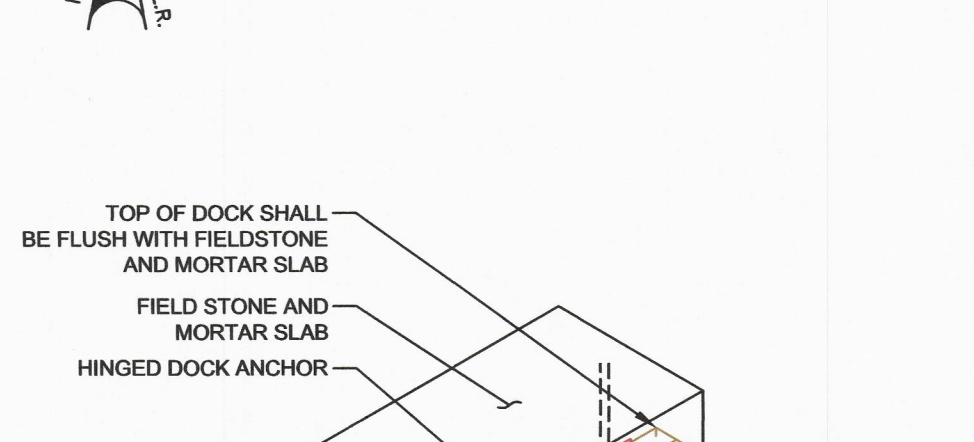 TOP OF DOCK SHALL
BE FLUSH WITH FIELDSTONE
AND MORTAR SLAB
FIELD STONE AND
MORTAR SLAB
HINGED DOCK ANCHOR